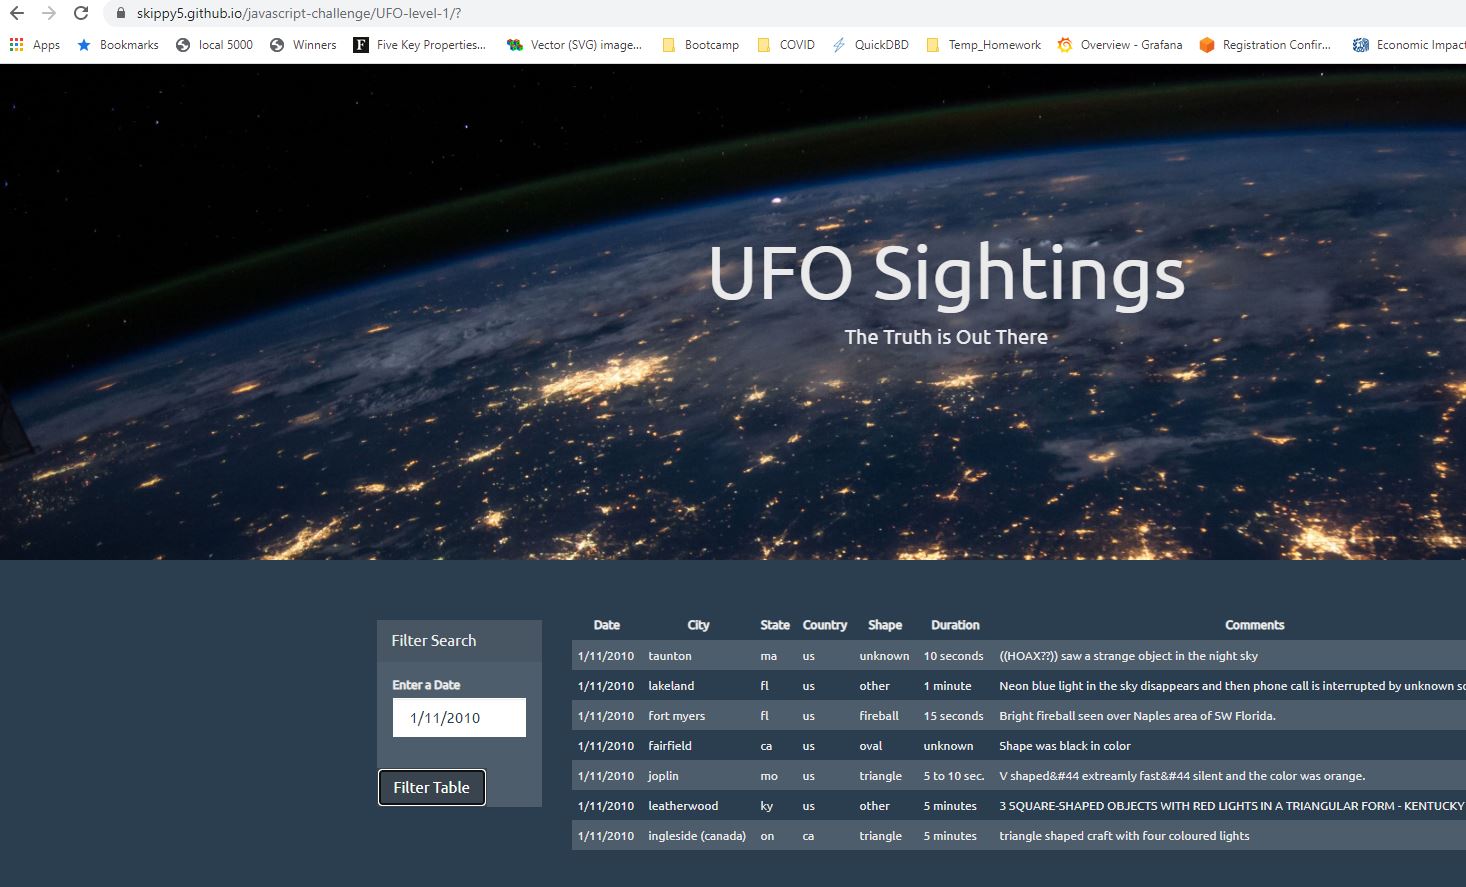 skippy5.github.io/javascript-challenge/UFO-level-1/?
Apps Bookmarks local 5000 Winners Five Key Properties... Vector (SVG) image... Bootcamp COVID QuickDBD Temp_Homework Overview - Grafana Registration Confir... Economic Impact
UFO Sightings
The Truth is Out There
Filter Search
Enter a Date
1/11/2010
Filter Table
Date City State Country Shape Duration Comments
1/11/2010 taunton ma us unknown 10 seconds ((HOAX??)) saw a strange object in the night sky
1/11/2010 lakeland fl us other 1 minute Neon blue light in the sky disappears and then phone call is interrupted by unknown
1/11/2010 fort myers fl us fireball 15 seconds Bright fireball seen over Naples area of SW Florida.
1/11/2010 fairfield ca us oval unknown Shape was black in color
1/11/2010 joplin mo us triangle 5 to 10 sec. V shaped&#44 extreamly fast&#44 silent and the color was orange.
1/11/2010 leatherwood ky us other 5 minutes 3 SQUARE-SHAPED OBJECTS WITH RED LIGHTS IN A TRIANGULAR FORM - KENTUCKY
1/11/2010 ingleside (canada) on ca triangle 5 minutes triangle shaped craft with four coloured lights